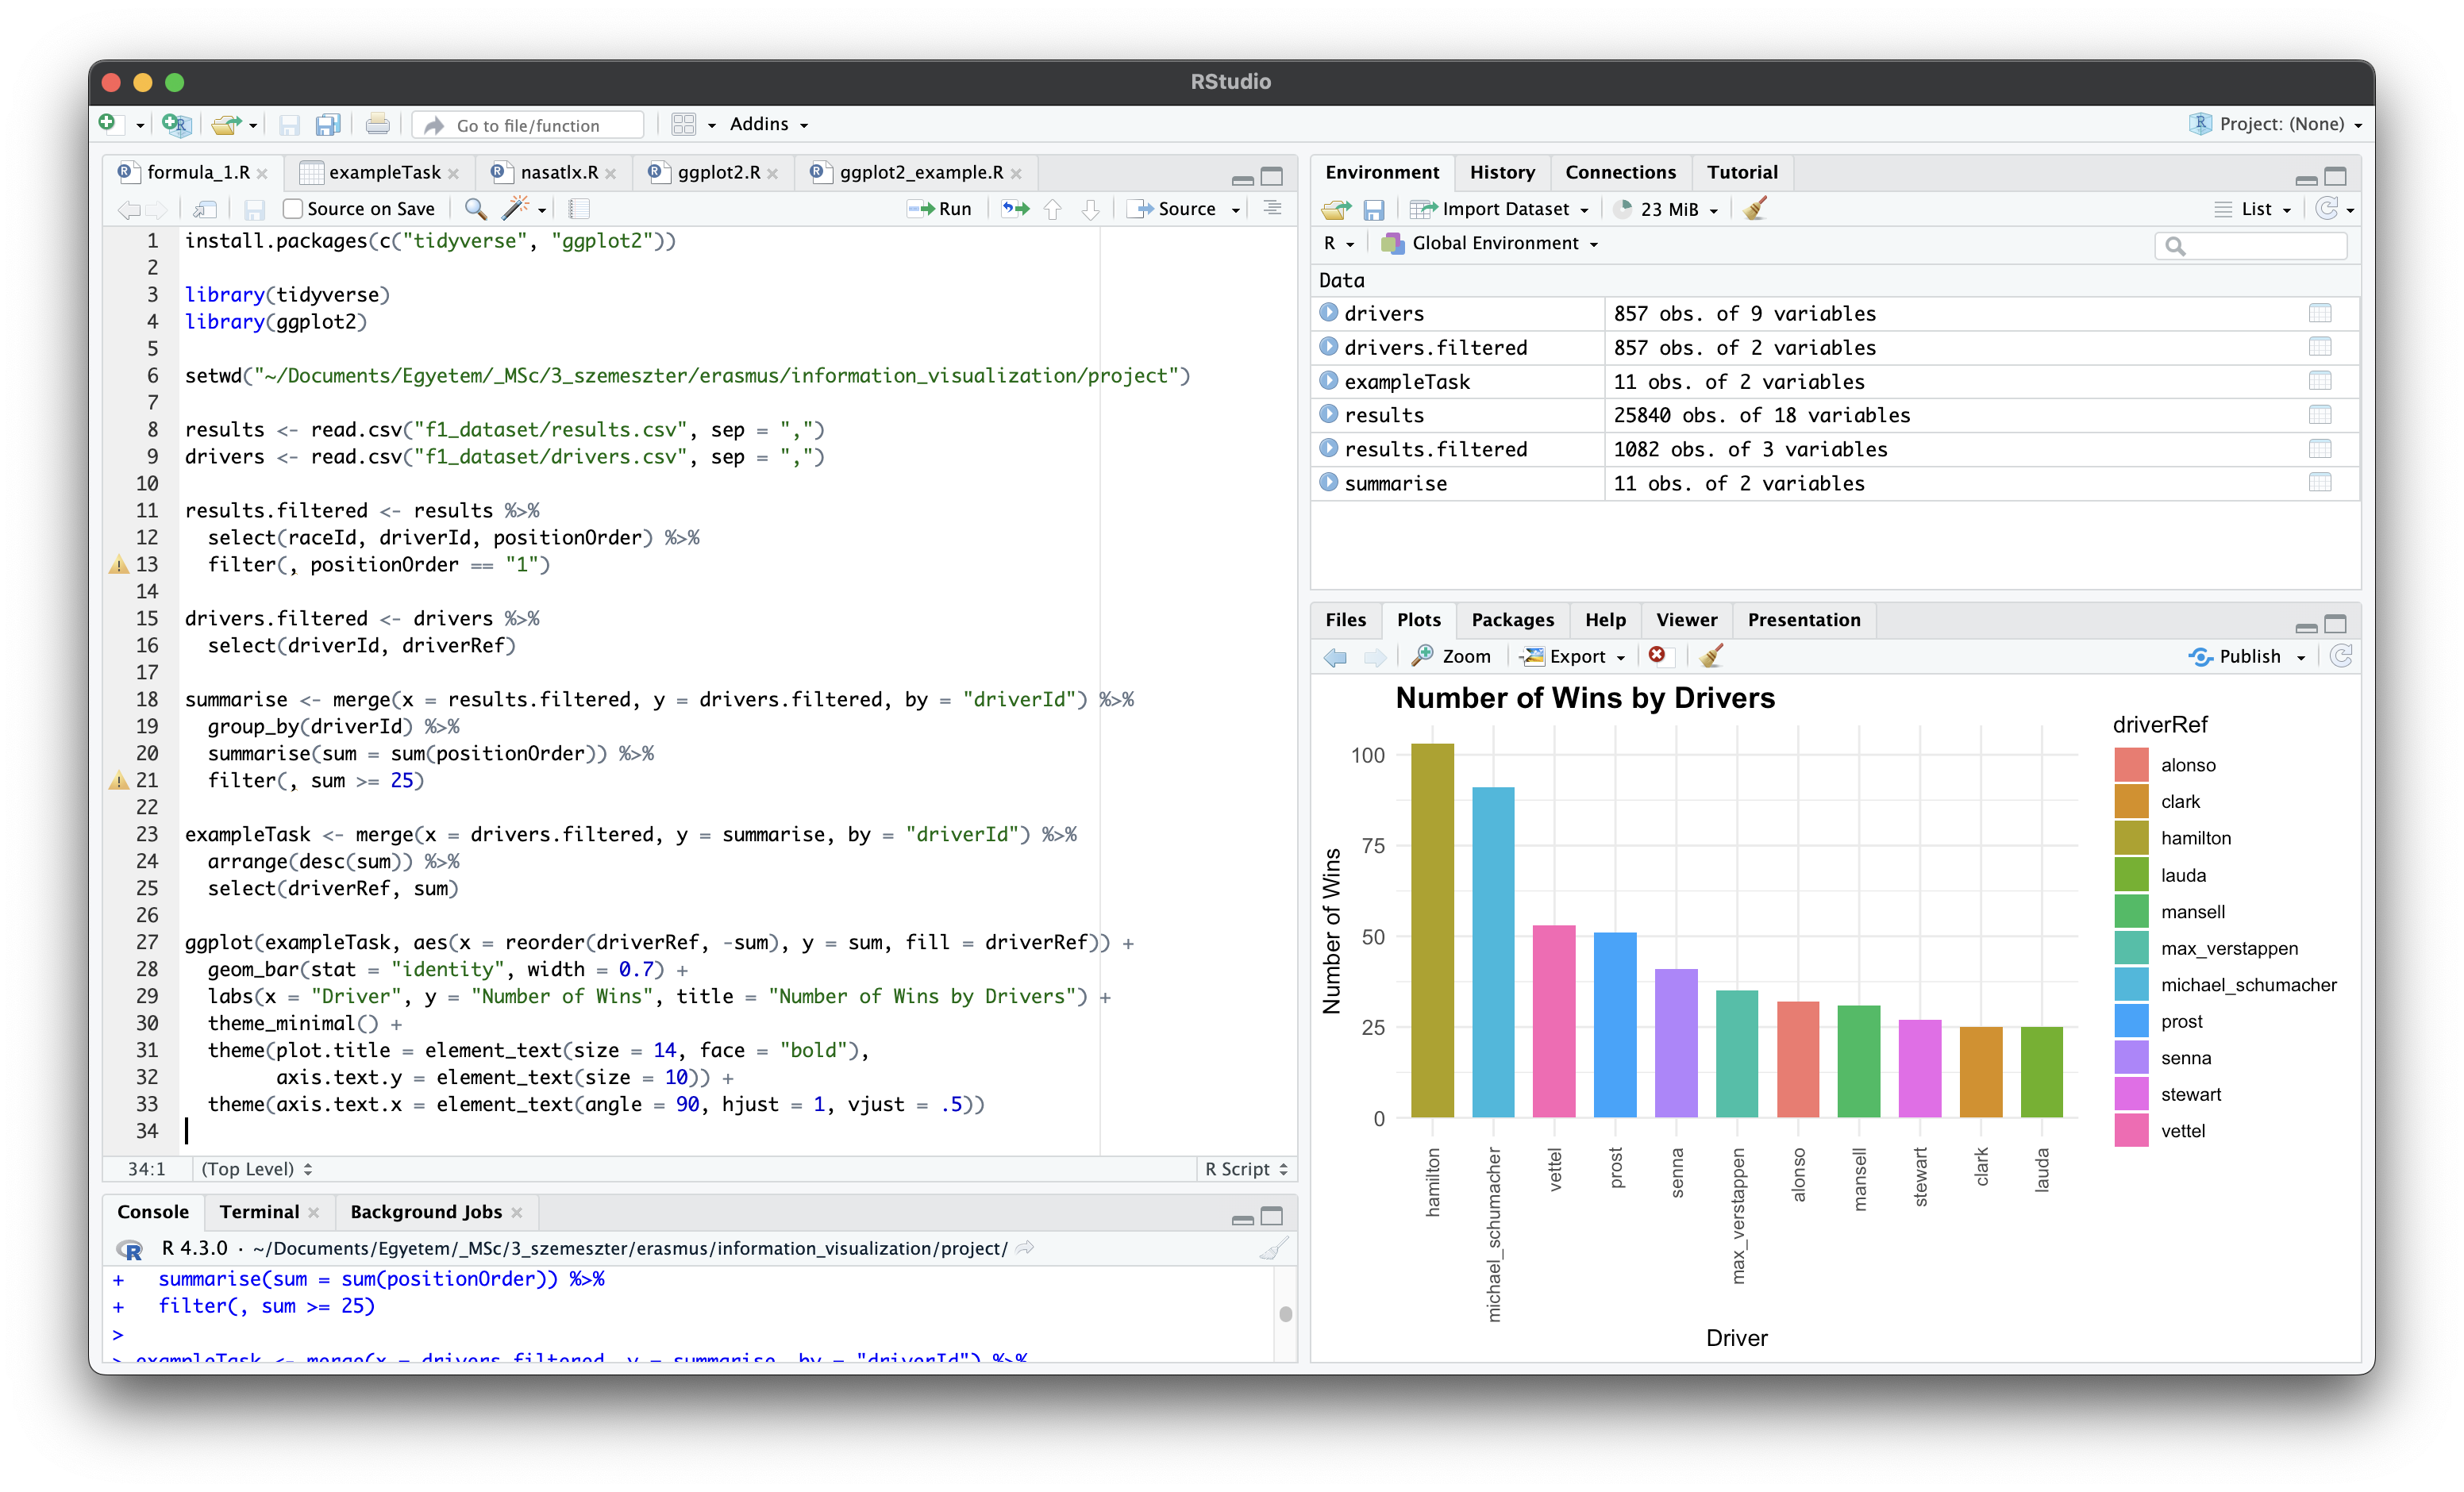 RStudio
Go to file/function
Addins
Project: (None)
formula_1.R
exampleTask
nasatlx.R
ggplot2.R
ggplot2_example.R
Source on Save
Run
Source
1 install.packages(c("tidyverse", "ggplot2"))
2
3 library(tidyverse)
4 library(ggplot2)
5
6 setwd("~/Documents/Egyetem/_MSc/3_szemeszter/erasmus/information_visualization/project")
7
8 results <- read.csv("f1_dataset/results.csv", sep = ",")
9 drivers <- read.csv("f1_dataset/drivers.csv", sep = ",")
10
11 results.filtered <- results %>%
12   select(raceId, driverId, positionOrder) %>%
13   filter(, positionOrder == "1")
14
15 drivers.filtered <- drivers %>%
16   select(driverId, driverRef)
17
18 summarise <- merge(x = results.filtered, y = drivers.filtered, by = "driverId") %>%
19   group_by(driverId) %>%
20   summarise(sum = sum(positionOrder)) %>%
21   filter(, sum >= 25)
22
23 exampleTask <- merge(x = drivers.filtered, y = summarise, by = "driverId") %>%
24   arrange(desc(sum)) %>%
25   select(driverRef, sum)
26
27 ggplot(exampleTask, aes(x = reorder(driverRef, -sum), y = sum, fill = driverRef)) +
28   geom_bar(stat = "identity", width = 0.7) +
29   labs(x = "Driver", y = "Number of Wins", title = "Number of Wins by Drivers") +
30   theme_minimal() +
31   theme(plot.title = element_text(size = 14, face = "bold"),
32         axis.text.y = element_text(size = 10)) +
33   theme(axis.text.x = element_text(angle = 90, hjust = 1, vjust = .5))
34
34:1
(Top Level)
R Script
Console
Terminal
Background Jobs
R 4.3.0 · ~/Documents/Egyetem/_MSc/3_szemeszter/erasmus/information_visualization/project/
+   summarise(sum = sum(positionOrder)) %>%
+   filter(, sum >= 25)
>
> exampleTask <- merge(x = drivers.filtered, y = summarise, by = "driverId") %>%
Environment
History
Connections
Tutorial
Import Dataset
23 MiB
List
R
Global Environment
Data
drivers 857 obs. of 9 variables
drivers.filtered 857 obs. of 2 variables
exampleTask 11 obs. of 2 variables
results 25840 obs. of 18 variables
results.filtered 1082 obs. of 3 variables
summarise 11 obs. of 2 variables
Files
Plots
Packages
Help
Viewer
Presentation
Zoom
Export
Publish
Number of Wins by Drivers
Number of Wins
100
75
50
25
0
hamilton
michael_schumacher
vettel
prost
senna
max_verstappen
alonso
mansell
stewart
clark
lauda
Driver
driverRef
alonso
clark
hamilton
lauda
mansell
max_verstappen
michael_schumacher
prost
senna
stewart
vettel